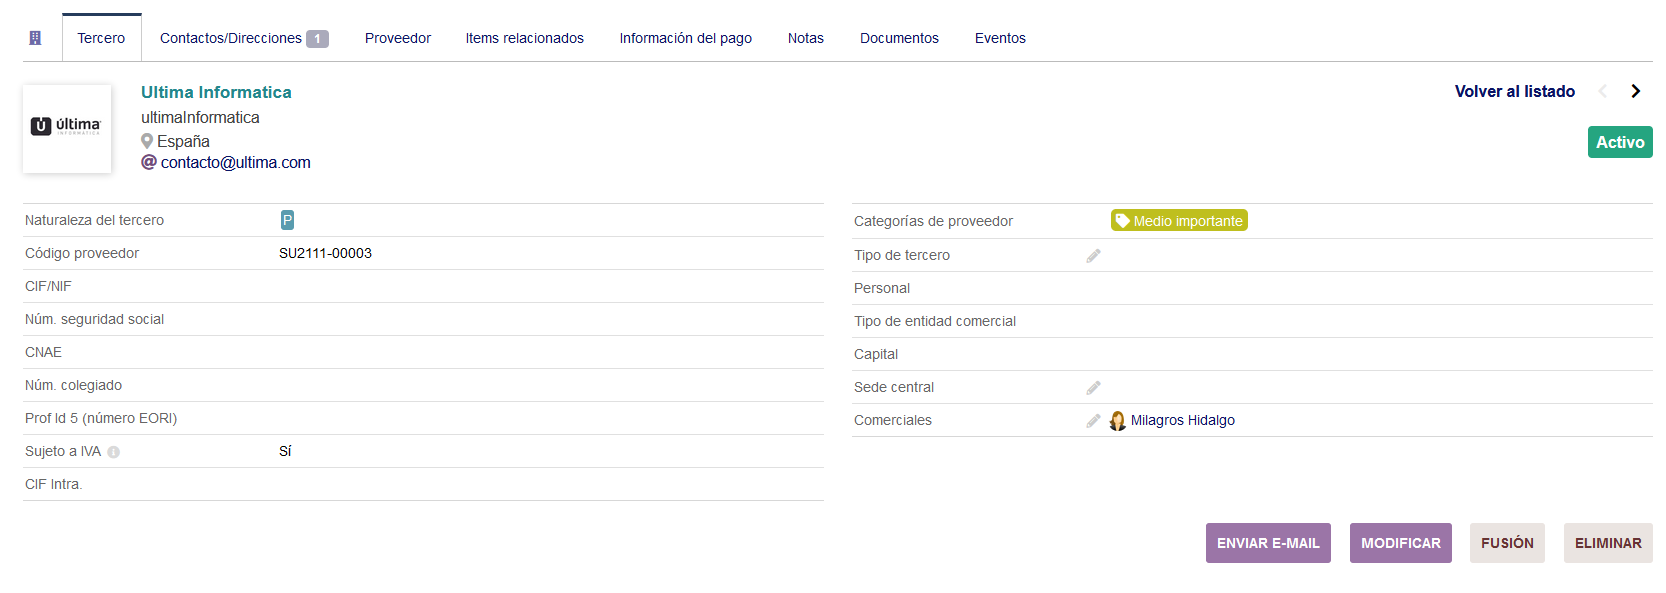 Tercero Contactos/Direcciones 1 Proveedor Items relacionados Información del pago Notas Documentos Eventos
última
INFORMÁTICA
Ultima Informatica
ultimaInformatica
España
@ contacto@ultima.com
Volver al listado
Activo
Naturaleza del tercero P
Código proveedor SU2111-00003
CIF/NIF
Núm. seguridad social
CNAE
Núm. colegiado
Prof Id 5 (número EORI)
Sujeto a IVA Sí
CIF Intra.
Categorías de proveedor Medio importante
Tipo de tercero
Personal
Tipo de entidad comercial
Capital
Sede central
Comerciales Milagros Hidalgo
ENVIAR E-MAIL MODIFICAR FUSIÓN ELIMINAR